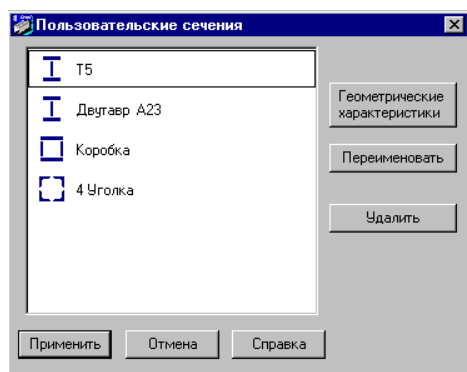 Пользовательские сечения
Т5
Двутавр А23
Коробка
4 Уголка
Геометрические
характеристики
Переименовать
Удалить
Применить
Отмена
Справка